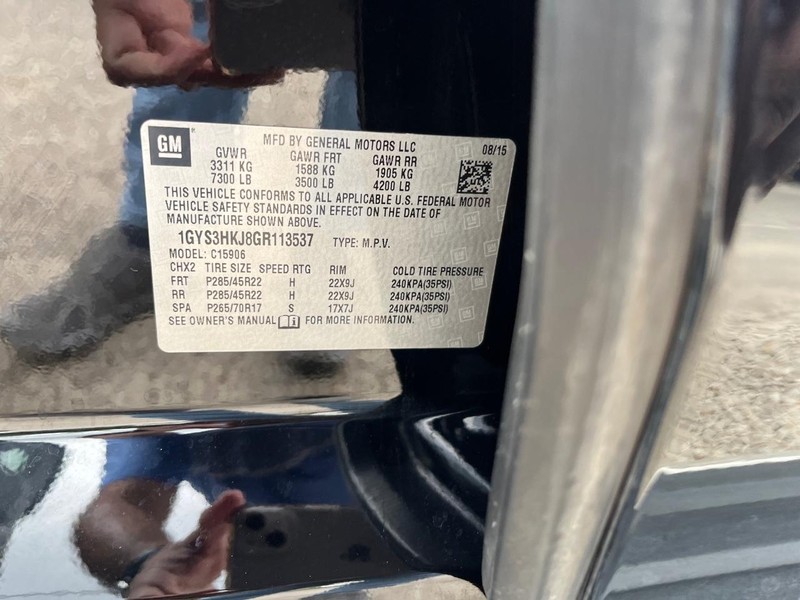 GM
MFD BY GENERAL MOTORS LLC 08/15
GVWR GAWR FRT GAWR RR
3311 KG 1588 KG 1905 KG
7300 LB 3500 LB 4200 LB
THIS VEHICLE CONFORMS TO ALL APPLICABLE U.S. FEDERAL MOTOR
VEHICLE SAFETY STANDARDS IN EFFECT ON THE DATE OF
MANUFACTURE SHOWN ABOVE.
1GYS3HKJ8GR113537 TYPE: M.P.V.
MODEL: C15906
CHX2 TIRE SIZE SPEED RTG RIM COLD TIRE PRESSURE
FRT P285/45R22 H 22X9J 240KPA(35PSI)
RR P285/45R22 H 22X9J 240KPA(35PSI)
SPA P265/70R17 S 17X7J 240KPA(35PSI)
SEE OWNER'S MANUAL FOR MORE INFORMATION.